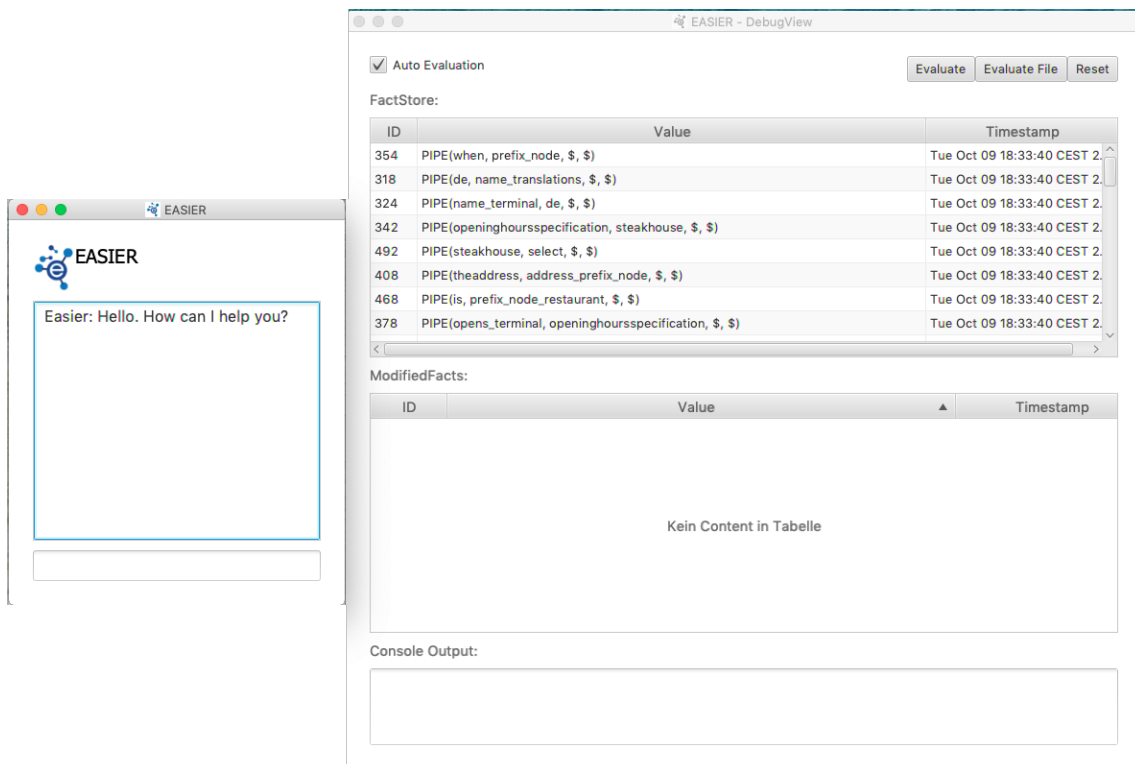 EASIER
EASIER
Easier: Hello. How can I help you?
EASIER - DebugView
Auto Evaluation
Evaluate Evaluate File Reset
FactStore:
ID Value Timestamp
354 PIPE(when, prefix_node, $, $) Tue Oct 09 18:33:40 CEST 2.
318 PIPE(de, name_translations, $, $) Tue Oct 09 18:33:40 CEST 2.
324 PIPE(name_terminal, de, $, $) Tue Oct 09 18:33:40 CEST 2.
342 PIPE(openinghoursspecification, steakhouse, $, $) Tue Oct 09 18:33:40 CEST 2.
492 PIPE(steakhouse, select, $, $) Tue Oct 09 18:33:40 CEST 2.
408 PIPE(theaddress, address_prefix_node, $, $) Tue Oct 09 18:33:40 CEST 2.
468 PIPE(is, prefix_node_restaurant, $, $) Tue Oct 09 18:33:40 CEST 2.
378 PIPE(opens_terminal, openinghoursspecification, $, $) Tue Oct 09 18:33:40 CEST 2.
ModifiedFacts:
ID Value Timestamp
Kein Content in Tabelle
Console Output: